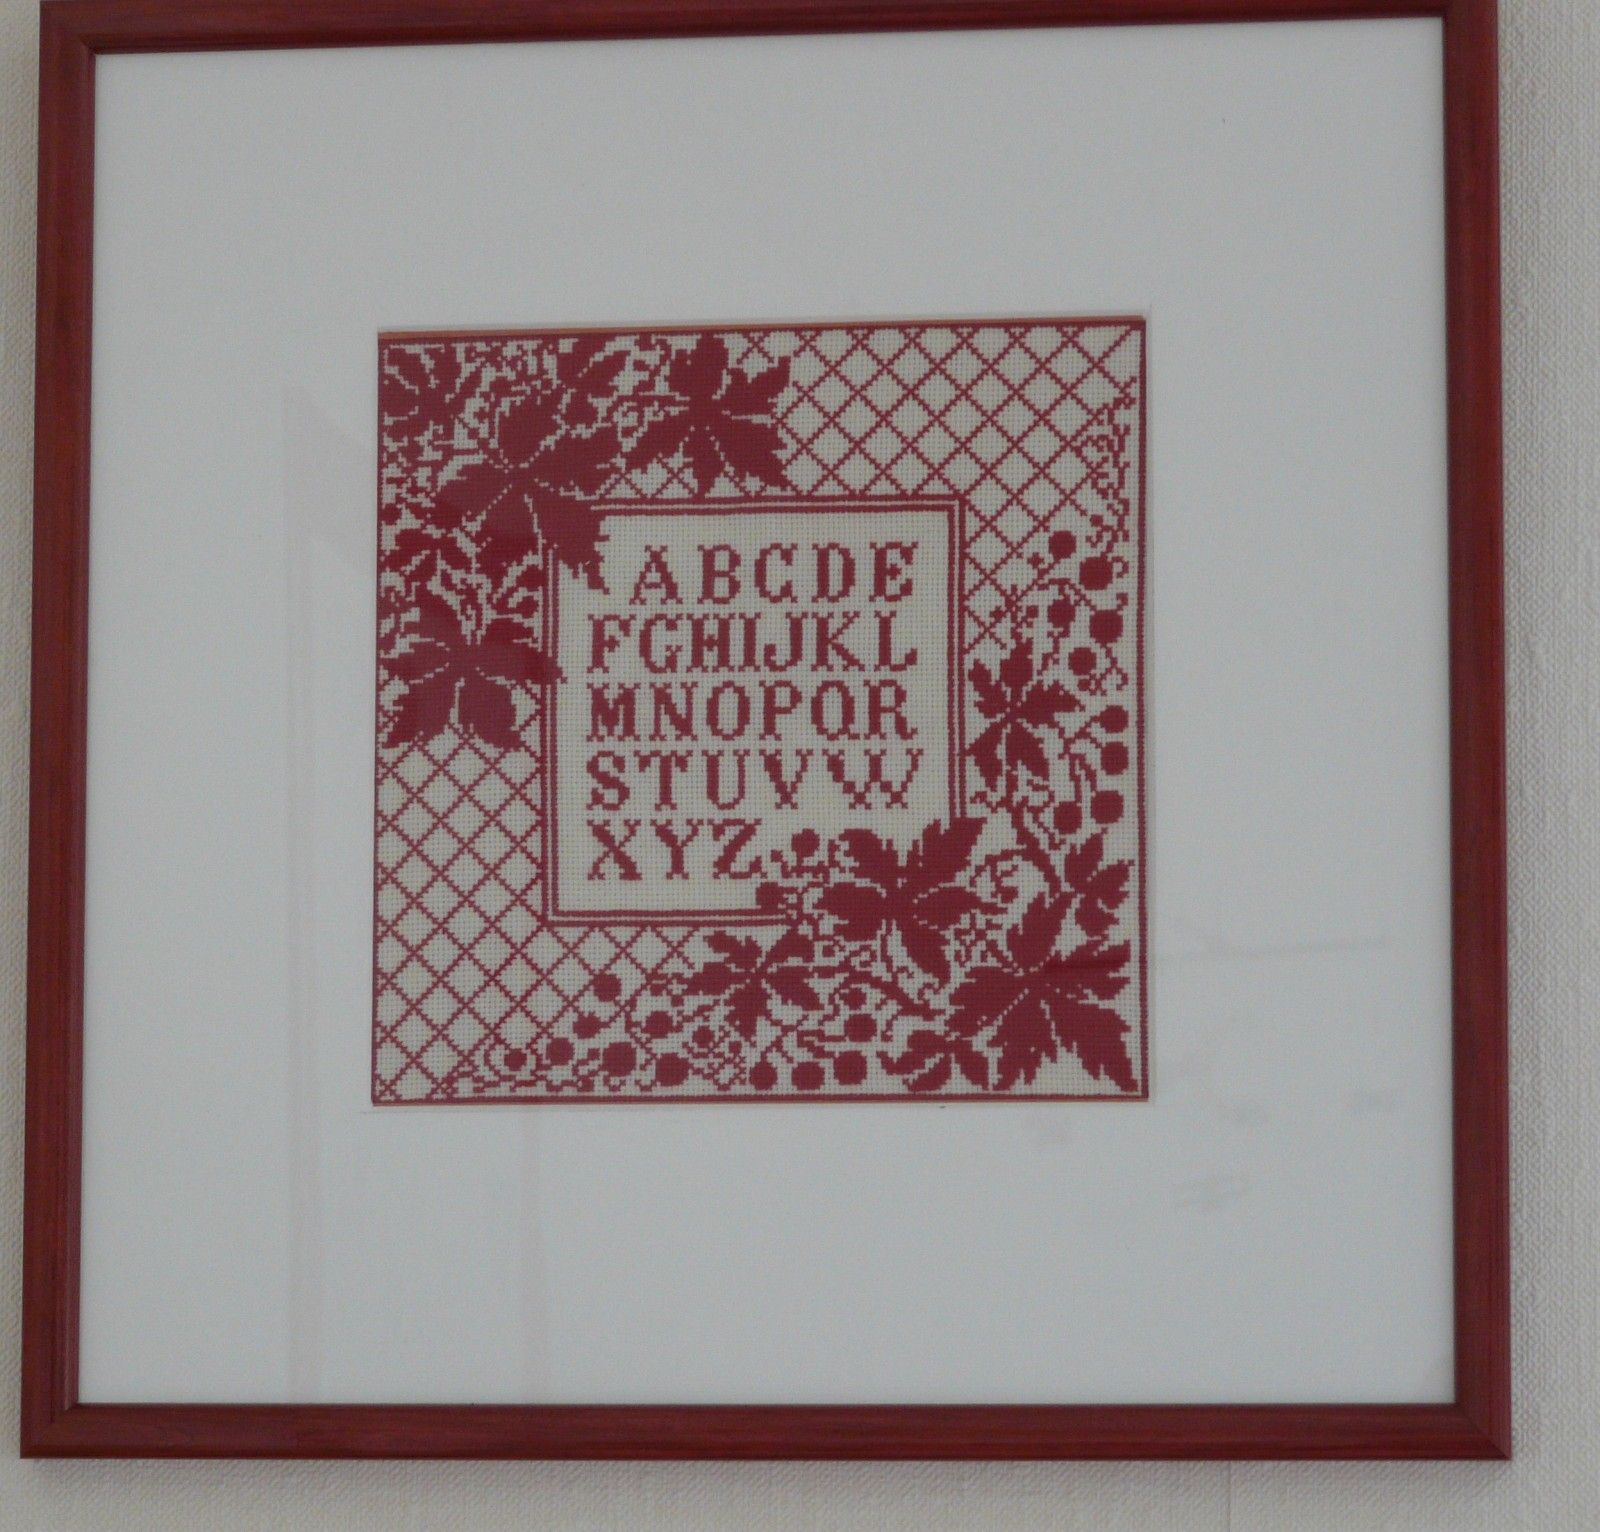 ABCDE
FGHIJKL
MNOPQR
STUVW
XYZ